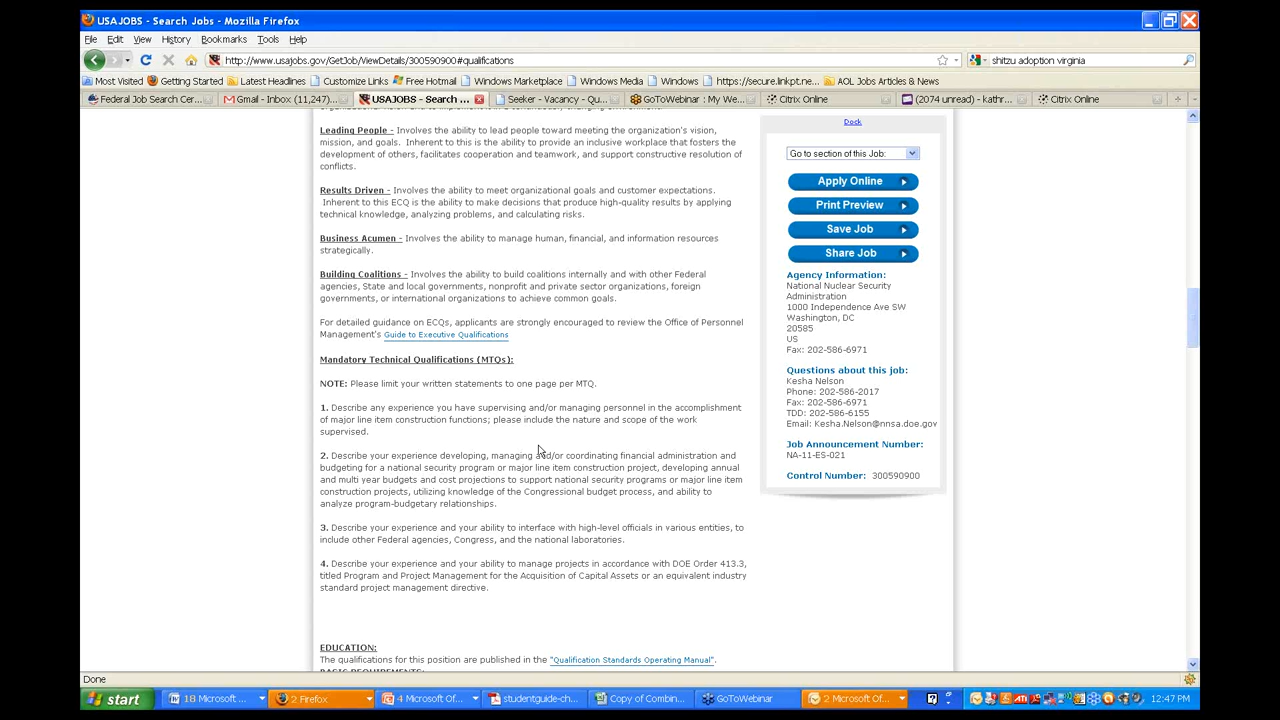 USAJOBS - Search Jobs - Mozilla Firefox
File Edit View History Bookmarks Tools Help
http://www.usajobs.gov/GetJob/ViewDetails/300590900#qualifications
shitzu adoption virginia
Most Visited Getting Started Latest Headlines Customize Links Free Hotmail Windows Marketplace Windows Media Windows https://secure.linkpt.ne... AOL Jobs Articles & News
Federal Job Search Cer... Gmail - Inbox (11,247)... USAJOBS - Search ... Seeker - Vacancy - Qu... GoToWebinar : My We... Citrix Online (2074 unread) - kathr... Citrix Online
Leading People - Involves the ability to lead people toward meeting the organization's vision,
mission, and goals. Inherent to this is the ability to provide an inclusive workplace that fosters the
development of others, facilitates cooperation and teamwork, and support constructive resolution of
conflicts.
Results Driven - Involves the ability to meet organizational goals and customer expectations.
Inherent to this ECQ is the ability to make decisions that produce high-quality results by applying
technical knowledge, analyzing problems, and calculating risks.
Business Acumen - Involves the ability to manage human, financial, and information resources
strategically.
Building Coalitions - Involves the ability to build coalitions internally and with other Federal
agencies, State and local governments, nonprofit and private sector organizations, foreign
governments, or international organizations to achieve common goals.
For detailed guidance on ECQs, applicants are strongly encouraged to review the Office of Personnel
Management's Guide to Executive Qualifications
Mandatory Technical Qualifications (MTQs):
NOTE: Please limit your written statements to one page per MTQ.
1. Describe any experience you have supervising and/or managing personnel in the accomplishment
of major line item construction functions; please include the nature and scope of the work
supervised.
2. Describe your experience developing, managing and/or coordinating financial administration and
budgeting for a national security program or major line item construction project, developing annual
and multi year budgets and cost projections to support national security programs or major line item
construction projects, utilizing knowledge of the Congressional budget process, and ability to
analyze program-budgetary relationships.
3. Describe your experience and your ability to interface with high-level officials in various entities, to
include other Federal agencies, Congress, and the national laboratories.
4. Describe your experience and your ability to manage projects in accordance with DOE Order 413.3,
titled Program and Project Management for the Acquisition of Capital Assets or an equivalent industry
standard project management directive.
EDUCATION:
The qualifications for this position are published in the "Qualification Standards Operating Manual".
Dock
Go to section of this Job:
Apply Online
Print Preview
Save Job
Share Job
Agency Information:
National Nuclear Security
Administration
1000 Independence Ave SW
Washington, DC
20585
US
Fax: 202-586-6971
Questions about this job:
Kesha Nelson
Phone: 202-586-2017
Fax: 202-586-6971
TDD: 202-586-6155
Email: Kesha.Nelson@nnsa.doe.gov
Job Announcement Number:
NA-11-ES-021
Control Number: 300590900
Done
start 18 Microsoft ... 2 Firefox 4 Microsoft Of... studentguide-ch... Copy of Combin... GoToWebinar 2 Microsoft Of... 12:47 PM